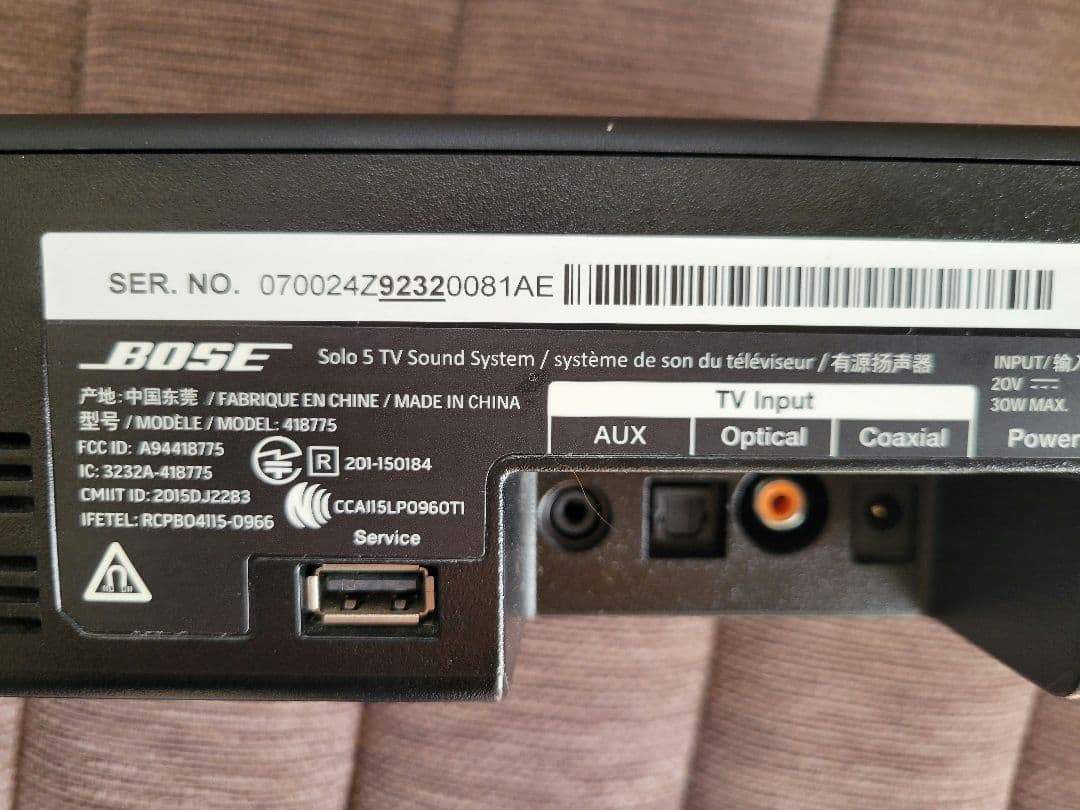 SER. NO. 070024Z92320081AE
BOSE Solo 5 TV Sound System / système de son du téléviseur / 有源扬声器
产地: 中国东莞 / FABRIQUE EN CHINE / MADE IN CHINA
型号 / MODÈLE / MODEL: 418775
FCC ID: A94418775
IC: 3232A-418775
CMIIT ID: 2015DJ2283
IFETEL: RCPBO4115-0966
R 201-150184
CCAI15LP0960T1
Service
TV Input
AUX Optical Coaxial
INPUT/ 输入
20V
30W MAX.
Power